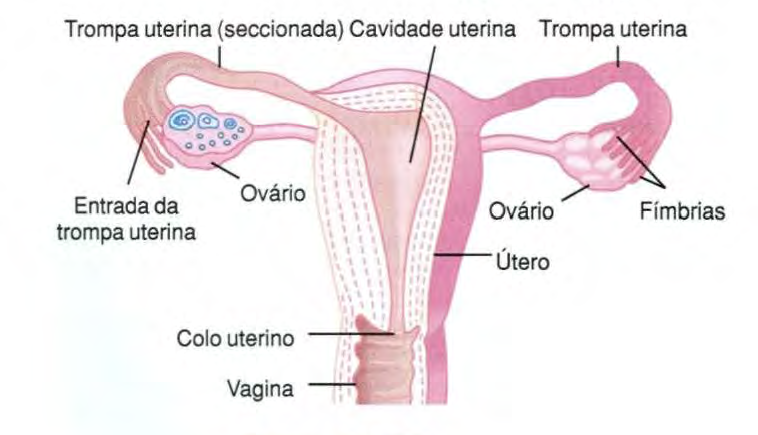 Trompa uterina (seccionada) Cavidade uterina Trompa uterina
Entrada da
trompa uterina
Ovário
Ovário
Fímbrias
Útero
Colo uterino
Vagina